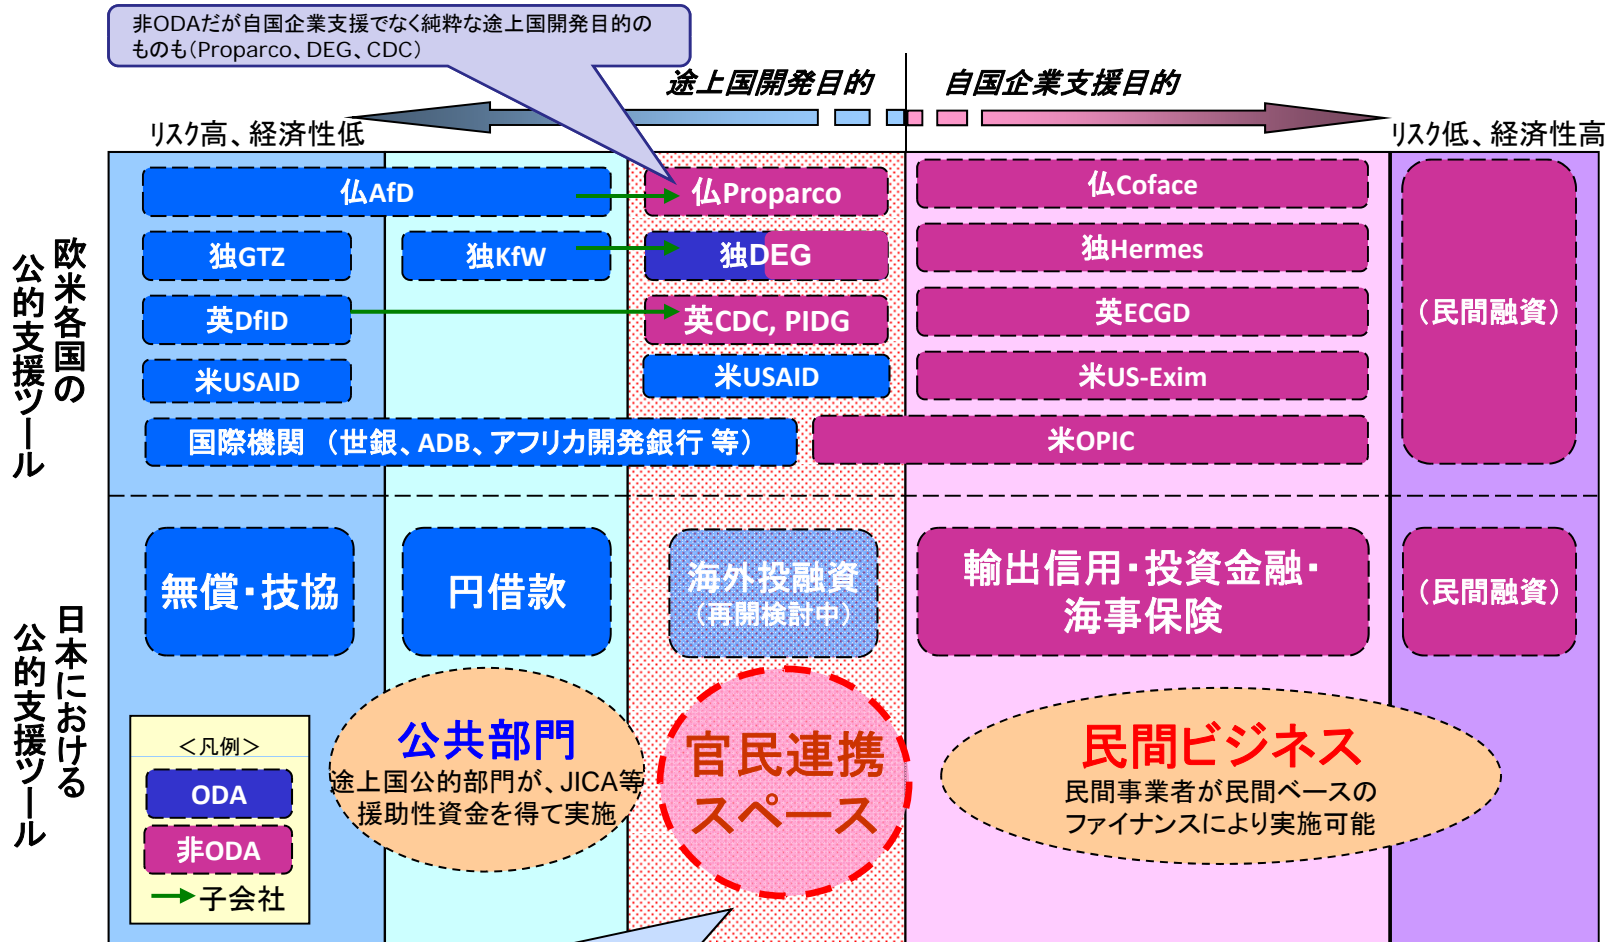 非ODAだが自国企業支援でなく純粋な途上国開発目的の
ものも(Proparco、DEG、CDC)
途上国開発目的
自国企業支援目的
リスク高、経済性低
リスク低、経済性高
欧米各国の
公的支援ツール
仏AfD
仏Proparco
仏Coface
独GTZ
独KfW
独DEG
独Hermes
英DfID
英CDC, PIDG
英ECGD
(民間融資)
米USAID
米USAID
米US-Exim
国際機関 (世銀、ADB、アフリカ開発銀行 等)
米OPIC
日本における
公的支援ツール
無償・技協
円借款
海外投融資
(再開検討中)
輸出信用・投資金融・
海事保険
(民間融資)
公共部門
途上国公的部門が、JICA等
援助性資金を得て実施
官民連携
スペース
民間ビジネス
民間事業者が民間ベースの
ファイナンスにより実施可能
<凡例>
ODA
非ODA
子会社